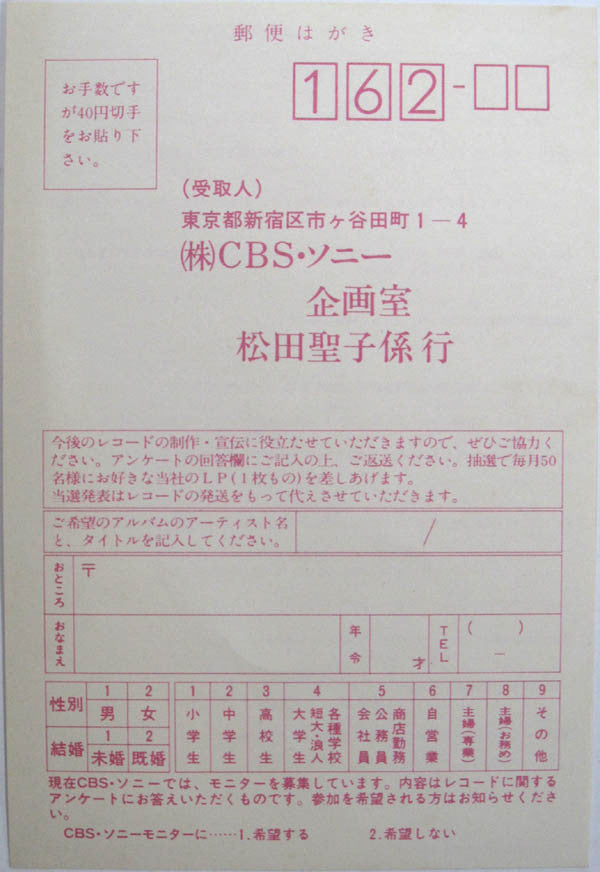 郵便はがき
お手数です
が40円切手
をお貼り下
さい。
162-
(受取人)
東京都新宿区市ヶ谷田町1―4
㈱CBS・ソニー
企画室
松田聖子係行
今後のレコードの制作・宣伝に役立たせていただきますので、ぜひご協力く
ださい。アンケートの回答欄にご記入の上、ご返送ください。抽選で毎月50
名様にお好きな当社のLP(1枚もの)を差しあげます。
当選発表はレコードの発送をもって代えさせていただきます。
ご希望のアルバムのアーティスト名
と、タイトルを記入してください。
/
おところ
〒
おなまえ
年令
才
TEL
( ) ―
性別
1 男
2 女
結婚
1 未婚
2 既婚
1 小学生
2 中学生
3 高校生
4 各種学校 短大・浪人 大学生
5 商店勤務 公務員 会社員
6 自営業
7 主婦(専業)
8 主婦(お務め)
9 その他
現在CBS・ソニーでは、モニターを募集しています。内容はレコードに関する
アンケートにお答えいただくものです。参加を希望される方はお知らせくださ
い。
CBS・ソニーモニターに……1.希望する 2.希望しない